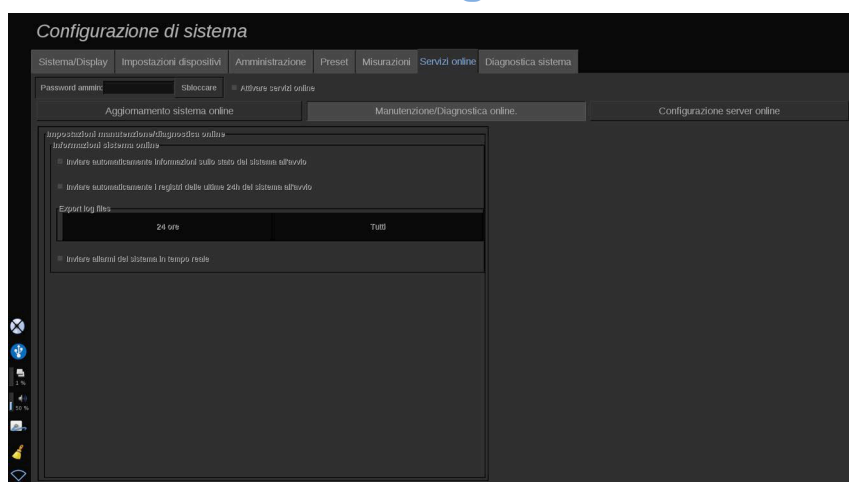 Configurazione di sistema
Sistema/Display Impostazioni dispositivi Amministrazione Preset Misurazioni Servizi online Diagnostica sistema
Password ammin: Sbloccare Attivare servizi online
Aggiornamento sistema online Manutenzione/Diagnostica online. Configurazione server online
Impostazioni manutenzione/diagnostica online
Informazioni sistema online
Inviare automaticamente informazioni sullo stato del sistema all'avvio
Inviare automaticamente i registri delle ultime 24h del sistema all'avvio
Export log files
24 ore Tutti
Inviare allarmi del sistema in tempo reale
1 %
50 %